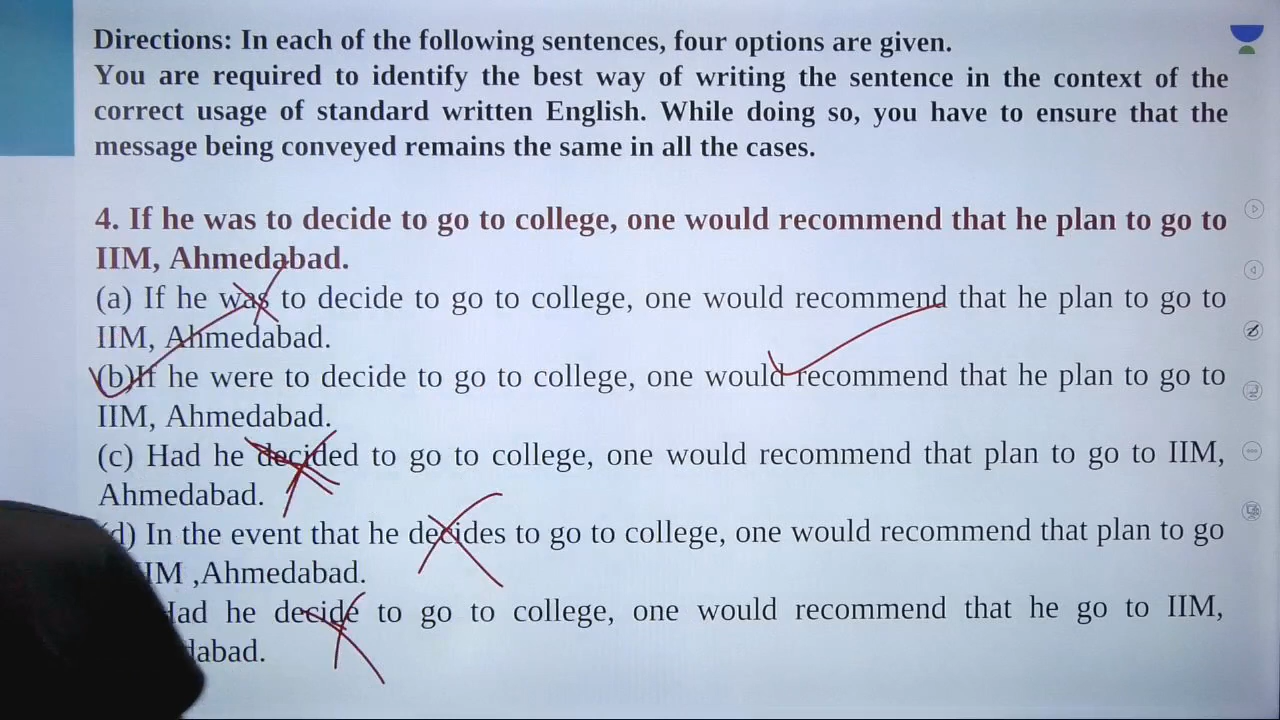 Directions: In each of the following sentences, four options are given.
You are required to identify the best way of writing the sentence in the context of the
correct usage of standard written English. While doing so, you have to ensure that the
message being conveyed remains the same in all the cases.
4. If he was to decide to go to college, one would recommend that he plan to go to
IIM, Ahmedabad.
(a) If he was to decide to go to college, one would recommend that he plan to go to
IIM, Ahmedabad.
(b)If he were to decide to go to college, one would recommend that he plan to go to
IIM, Ahmedabad.
(c) Had he decided to go to college, one would recommend that plan to go to IIM,
Ahmedabad.
d) In the event that he decides to go to college, one would recommend that plan to go
IIM ,Ahmedabad.
Had he decide to go to college, one would recommend that he go to IIM,
dabad.